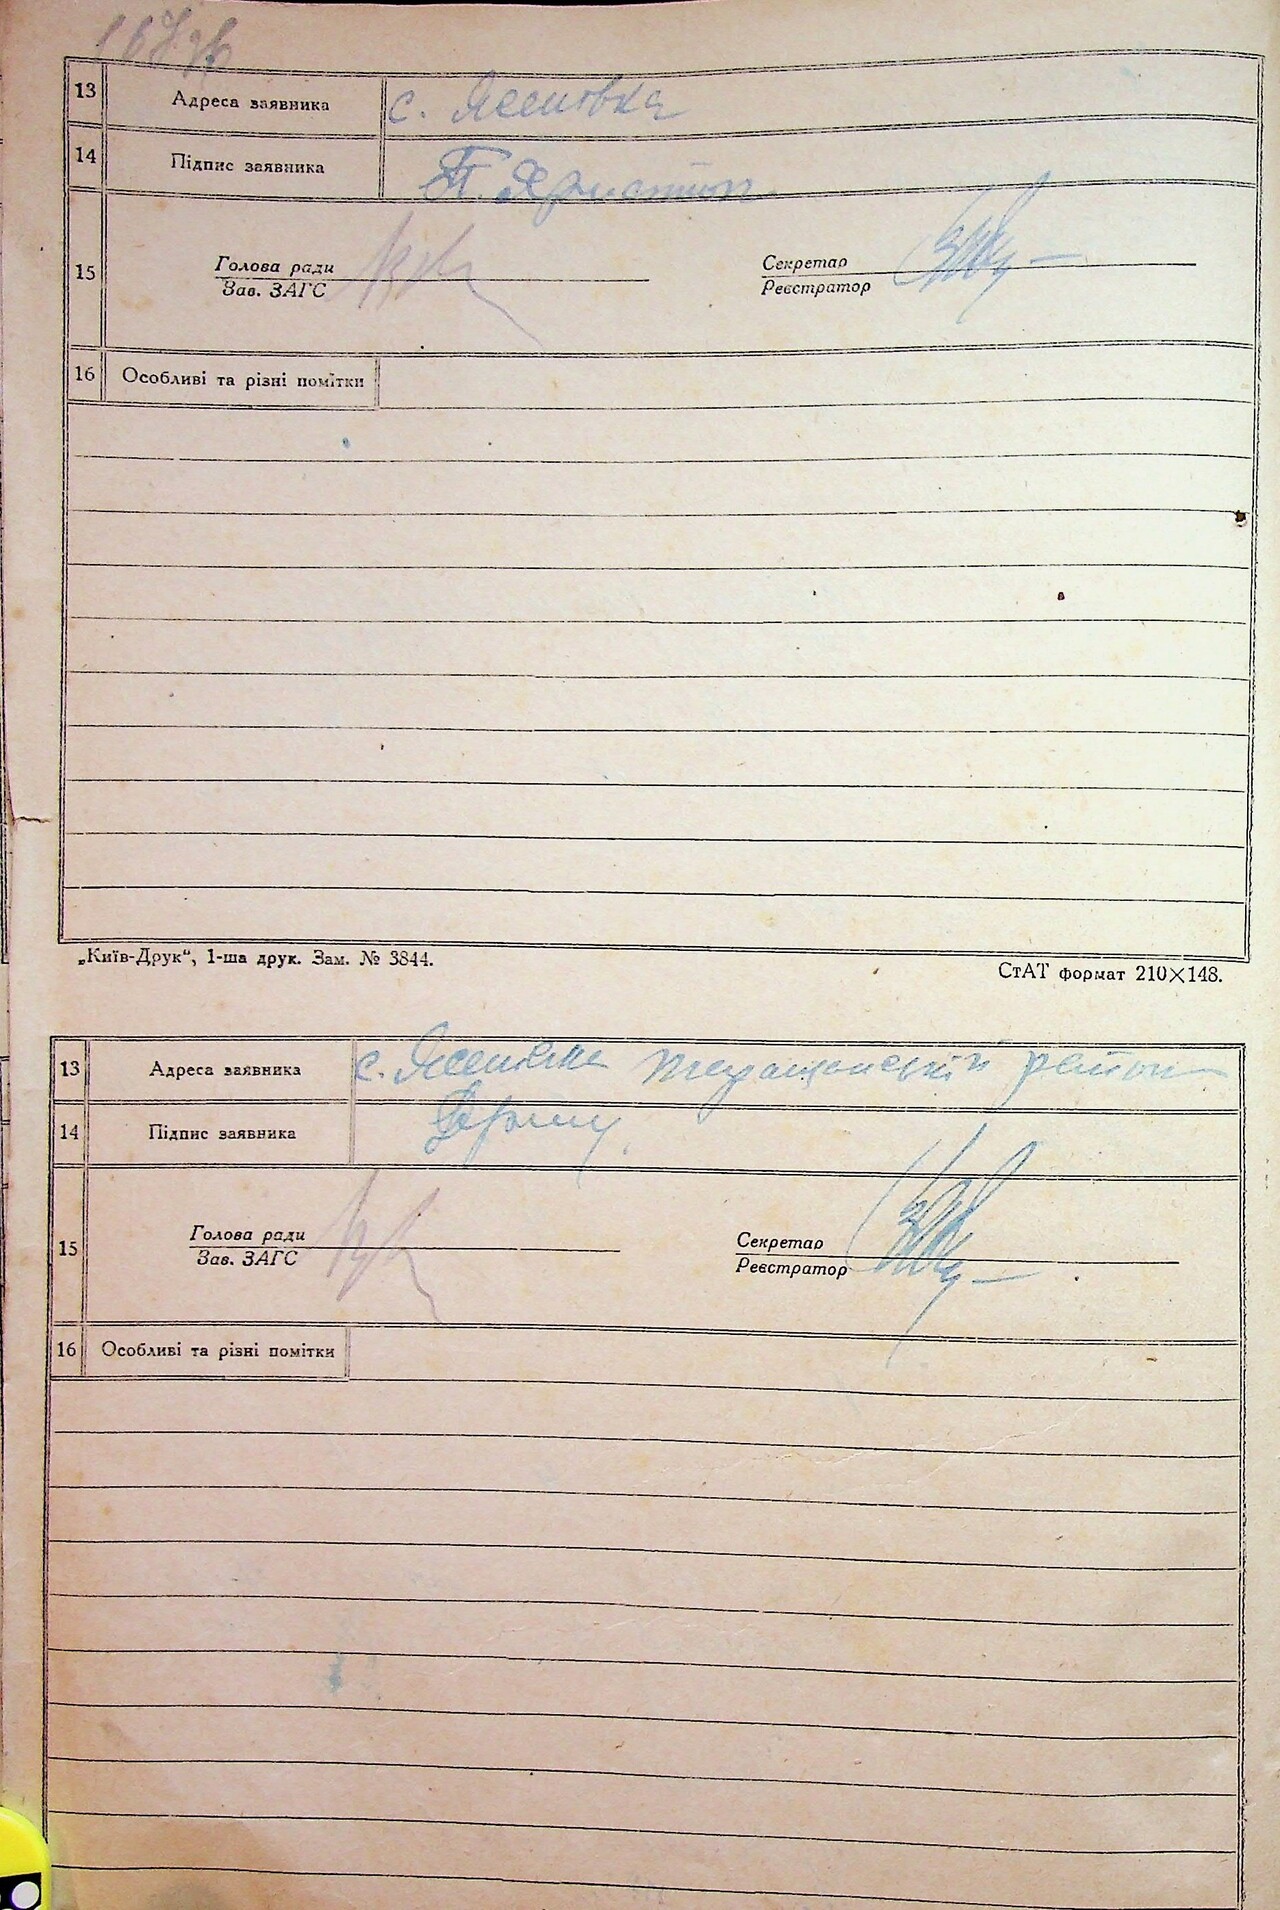 13 Адреса заявника с. Ясеновка
14 Підпис заявника
15 Голова ради Секретар
Зав. ЗАГС Реєстратор
16 Особливі та різні помітки
„Київ-Друк“, 1-ша друк. Зам. № 3844.
СтАТ формат 210×148.
13 Адреса заявника с. район
14 Підпис заявника
15 Голова ради Секретар
Зав. ЗАГС Реєстратор
16 Особливі та різні помітки